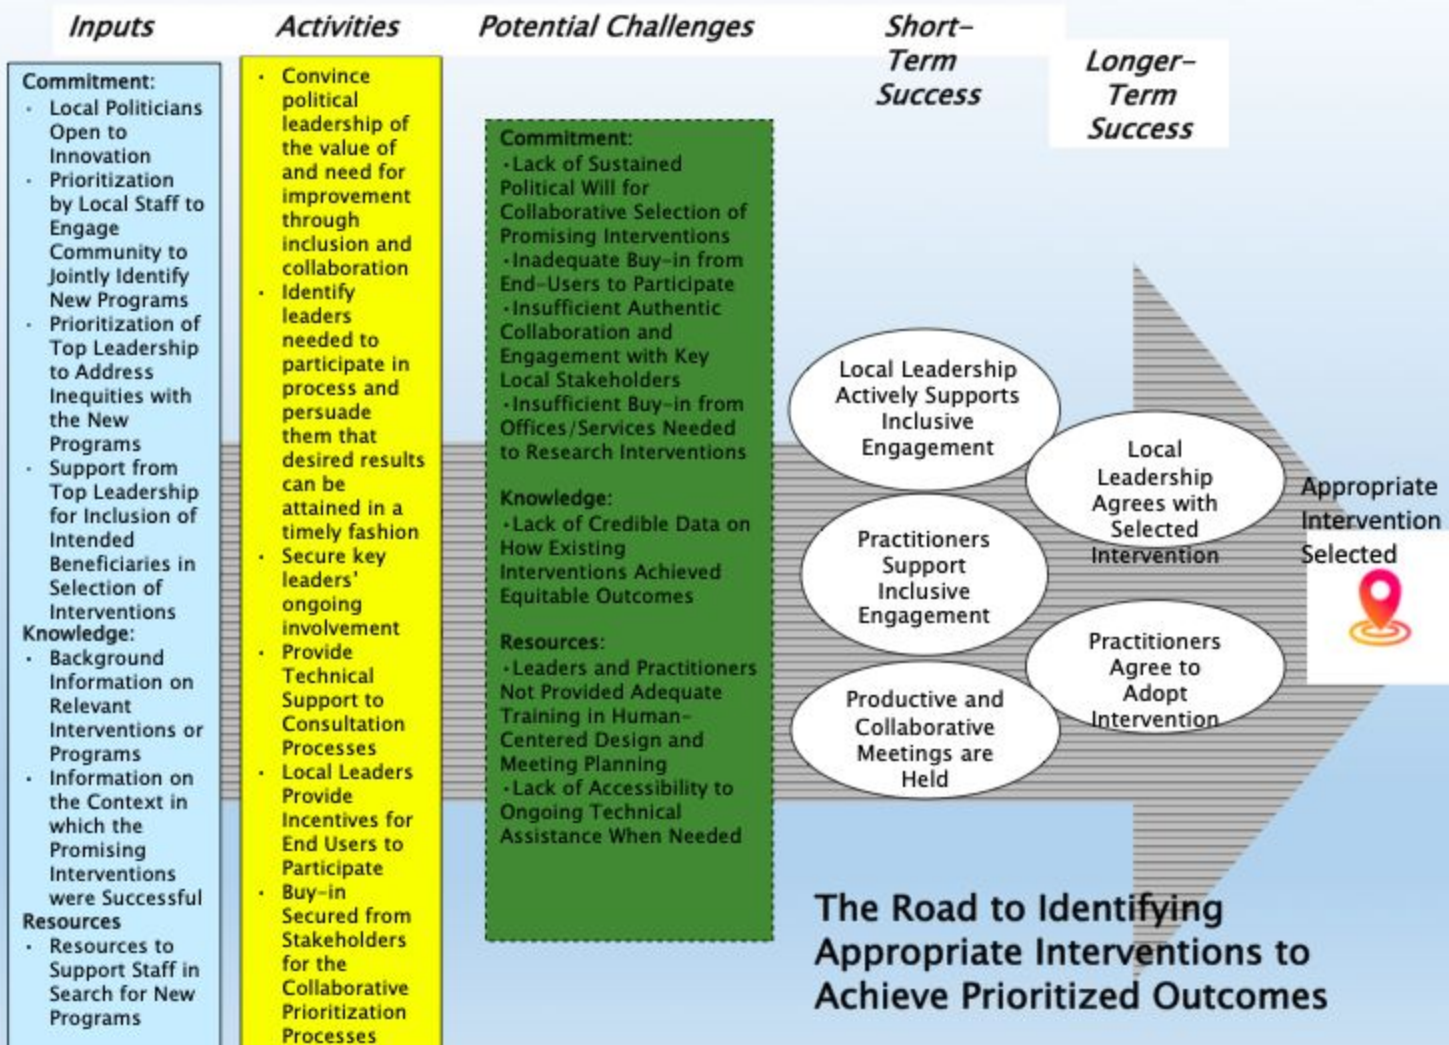 Inputs
Activities
Potential Challenges
Short-
Term
Success
Longer-
Term
Success
Commitment:
· Local Politicians
Open to
Innovation
· Prioritization
by Local Staff to
Engage
Community to
Jointly Identify
New Programs
· Prioritization of
Top Leadership
to Address
Inequities with
the New
Programs
· Support from
Top Leadership
for Inclusion of
Intended
Beneficiaries in
Selection of
Interventions
Knowledge:
· Background
Information on
Relevant
Interventions or
Programs
· Information on
the Context in
which the
Promising
Interventions
were Successful
Resources
· Resources to
Support Staff in
Search for New
Programs
· Convince
political
leadership of
the value of
and need for
improvement
through
inclusion and
collaboration
· Identify
leaders
needed to
participate in
process and
persuade
them that
desired results
can be
attained in a
timely fashion
· Secure key
leaders'
ongoing
involvement
· Provide
Technical
Support to
Consultation
Processes
· Local Leaders
Provide
Incentives for
End Users to
Participate
· Buy-in
Secured from
Stakeholders
for the
Collaborative
Prioritization
Processes
Commitment:
·Lack of Sustained
Political Will for
Collaborative Selection of
Promising Interventions
·Inadequate Buy-in from
End-Users to Participate
·Insufficient Authentic
Collaboration and
Engagement with Key
Local Stakeholders
·Insufficient Buy-in from
Offices/Services Needed
to Research Interventions
Knowledge:
·Lack of Credible Data on
How Existing
Interventions Achieved
Equitable Outcomes
Resources:
·Leaders and Practitioners
Not Provided Adequate
Training in Human-
Centered Design and
Meeting Planning
·Lack of Accessibility to
Ongoing Technical
Assistance When Needed
Local Leadership
Actively Supports
Inclusive
Engagement
Practitioners
Support
Inclusive
Engagement
Productive and
Collaborative
Meetings are
Held
Local
Leadership
Agrees with
Selected
Intervention
Practitioners
Agree to
Adopt
Intervention
Appropriate
Intervention
Selected
The Road to Identifying
Appropriate Interventions to
Achieve Prioritized Outcomes